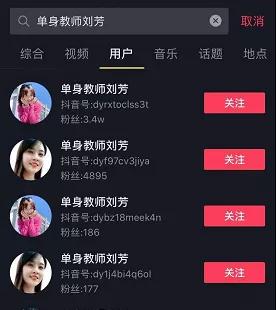 单身教师刘芳
取消
综合 视频 用户 音乐 话题 地点
单身教师刘芳
抖音号:dyrxtoclss3t
粉丝:3.4w
关注
单身教师刘芳
抖音号:dyf97cv3jiya
粉丝:4895
关注
单身教师刘芳
抖音号:dybz18meek4n
粉丝:186
关注
单身教师刘芳
抖音号:dy1j4bi4q6ol
粉丝:177
关注